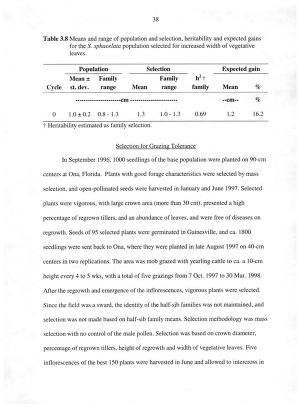 38
Table 3.8 Means and range of population and selection, heritability and expected gains
for the S. sphacelata population selected for increased width of vegetative
leaves.
Population Selection Expected gain
Mean ± Family Family h² †
Cycle st. dev. range Mean range family Mean %
----------------------cm---------------------- --cm-- %
0 1.0 ± 0.2 0.8 - 1.3 1.3 1.0 - 1.3 0.69 1.2 16.2
† Heritability estimated as family selection.
Selection for Grazing Tolerance
In September 1996, 1000 seedlings of the base population were planted on 90-cm
centers at Ona, Florida. Plants with good forage characteristics were selected by mass
selection, and open-pollinated seeds were harvested in January and June 1997. Selected
plants were vigorous, with large crown area (more than 30 cm), presented a high
percentage of regrown tillers, and an abundance of leaves, and were free of diseases on
regrowth. Seeds of 95 selected plants were germinated in Gainesville, and ca. 1800
seedlings were sent back to Ona, where they were planted in late August 1997 on 40-cm
centers in two replications. The area was mob grazed with yearling cattle to ca. a 10-cm
height every 4 to 5 wks, with a total of five grazings from 7 Oct. 1997 to 30 Mar. 1998.
After the regrowth and emergence of the inflorescences, vigorous plants were selected.
Since the field was a sward, the identity of the half-sib families was not maintained, and
selection was not made based on half-sib family means. Selection methodology was mass
selection with no control of the male pollen. Selection was based on crown diameter,
percentage of regrown tillers, height of regrowth and width of vegetative leaves. Five
inflorescences of the best 150 plants were harvested in June and allowed to intercross in